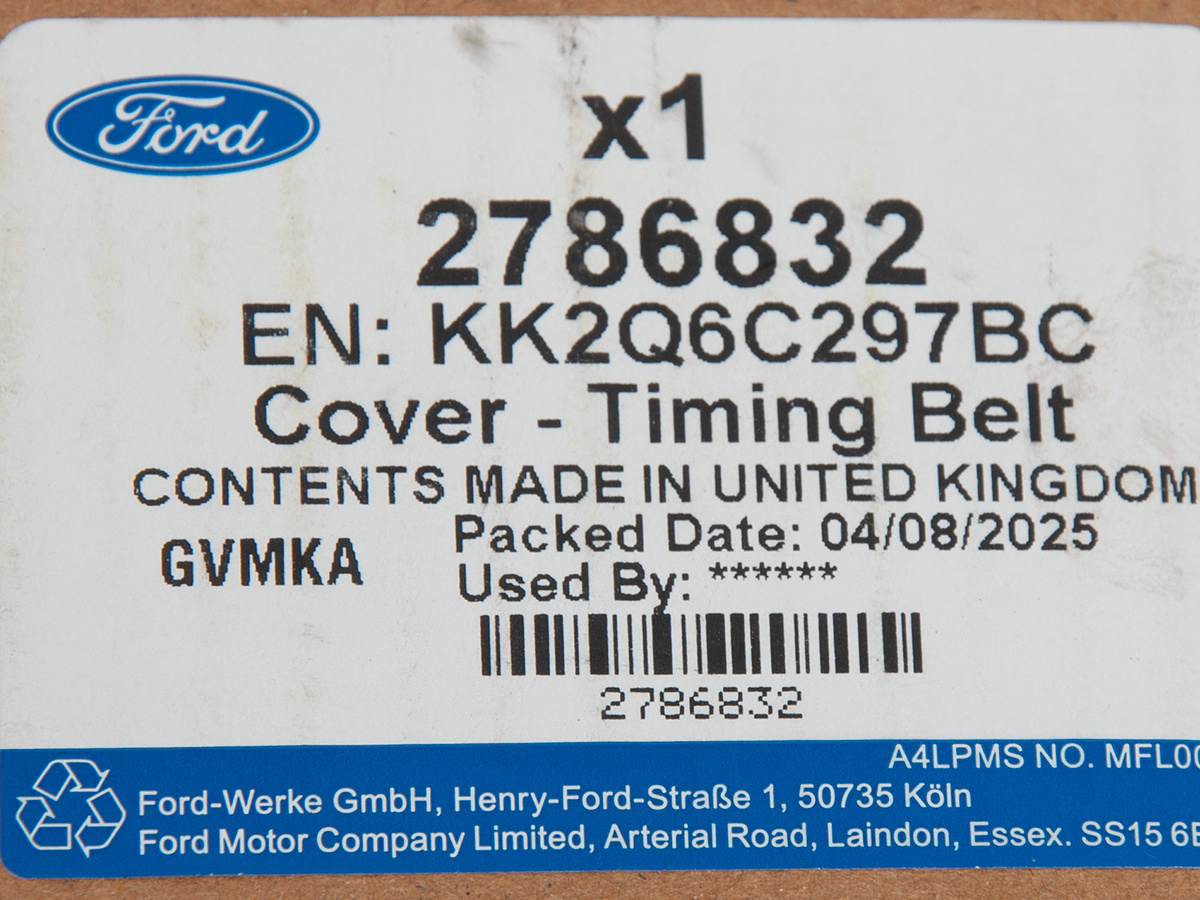 Ford
x1
2786832
EN: KK2Q6C297BC
Cover - Timing Belt
CONTENTS MADE IN UNITED KINGDOM
Packed Date: 04/08/2025
GVMKA
Used By: ******
2786832
A4LPMS NO.
Ford-Werke GmbH, Henry-Ford-Straße 1, 50735 Köln
Ford Motor Company Limited, Arterial Road, Laindon, Essex. SS15